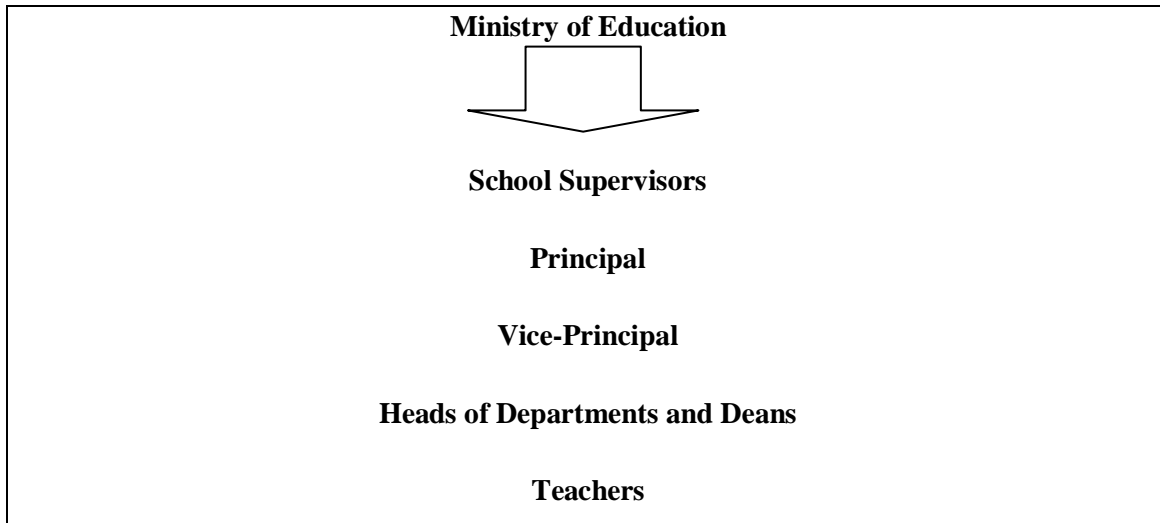 Ministry of Education
School Supervisors
Principal
Vice-Principal
Heads of Departments and Deans
Teachers